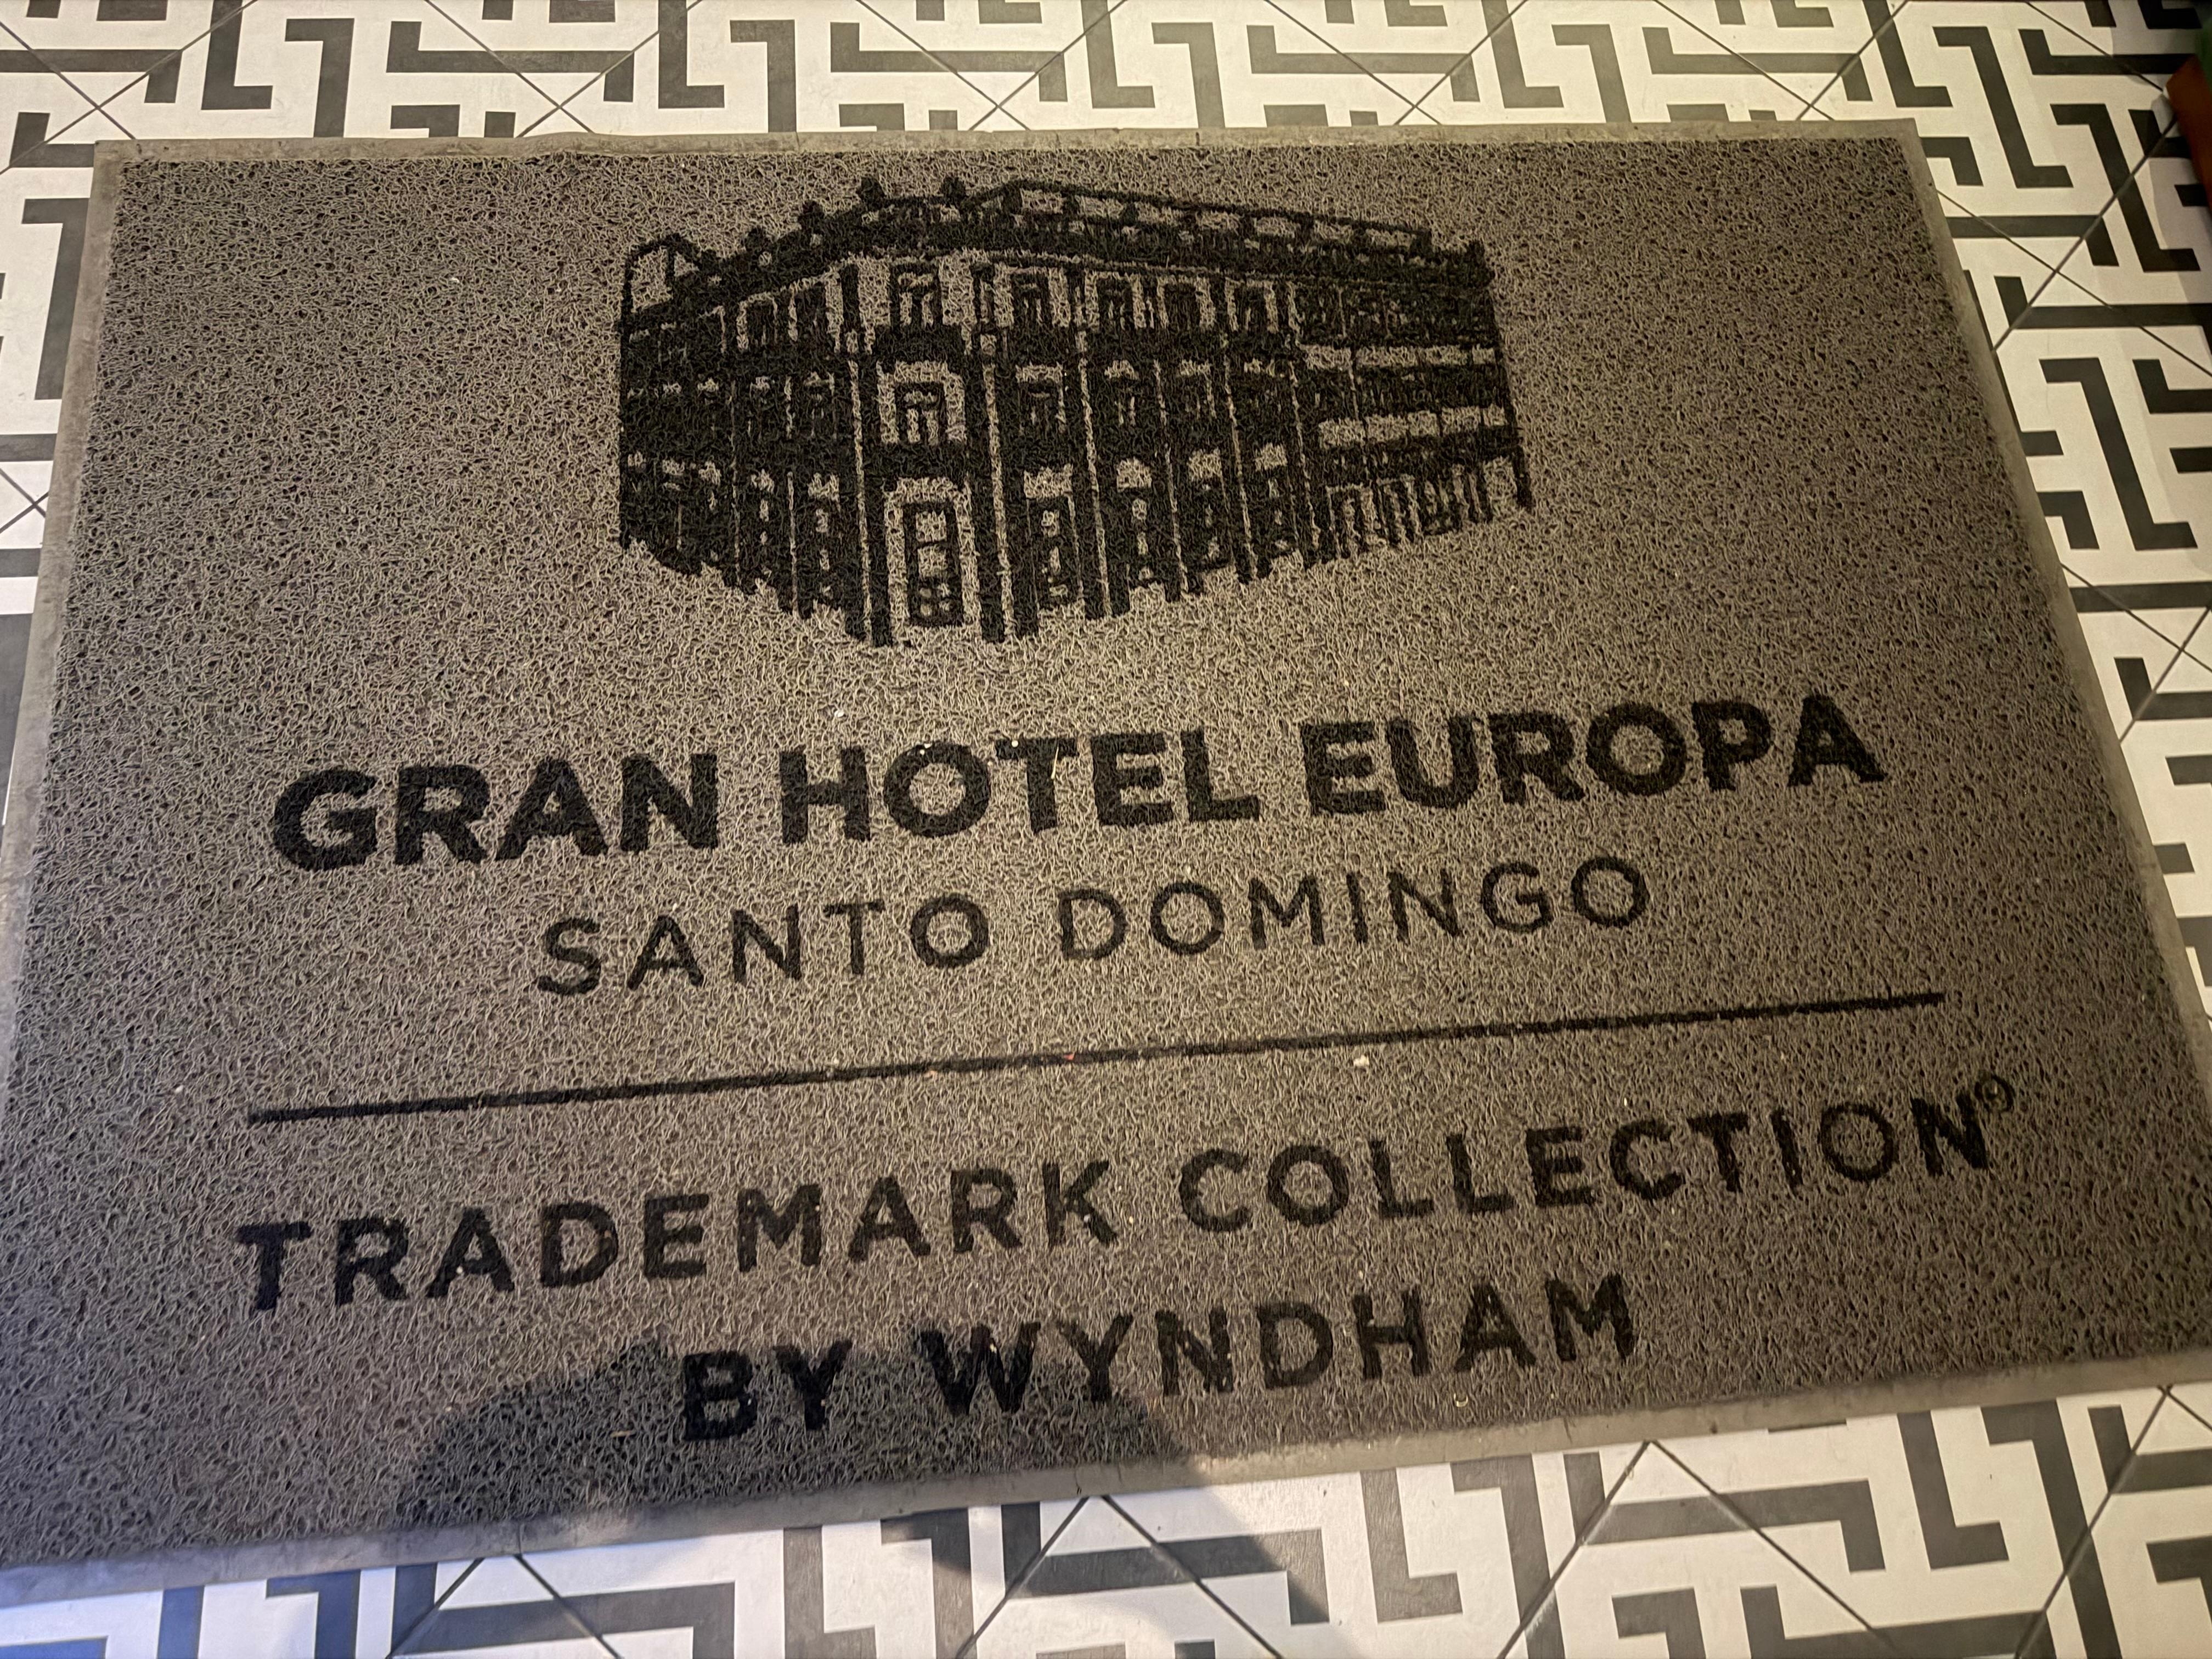 GRAN HOTEL EUROPA
SANTO DOMINGO
TRADEMARK COLLECTION®
BY WYNDHAM